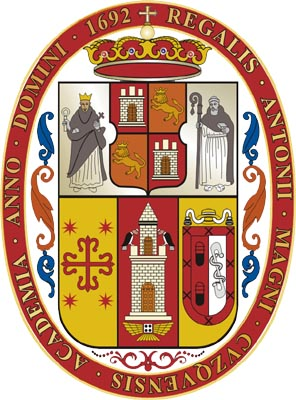 ACADEMIA · ANNO · DOMINI · 1692 ✝ REGALIS · ANTONII · MAGNI · CVZQVENSIS ·